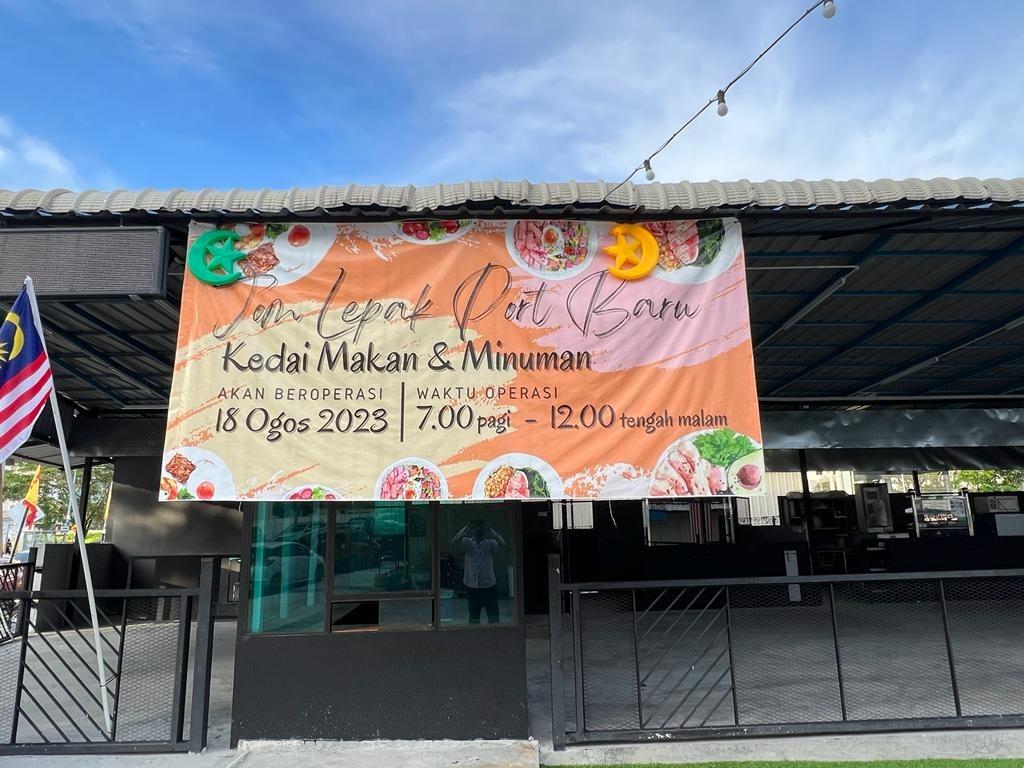 Jom Lepak Port Baru
Kedai Makan & Minuman
AKAN BEROPERASI
18 Ogos 2023
WAKTU OPERASI
7.00 pagi - 12.00 tengah malam